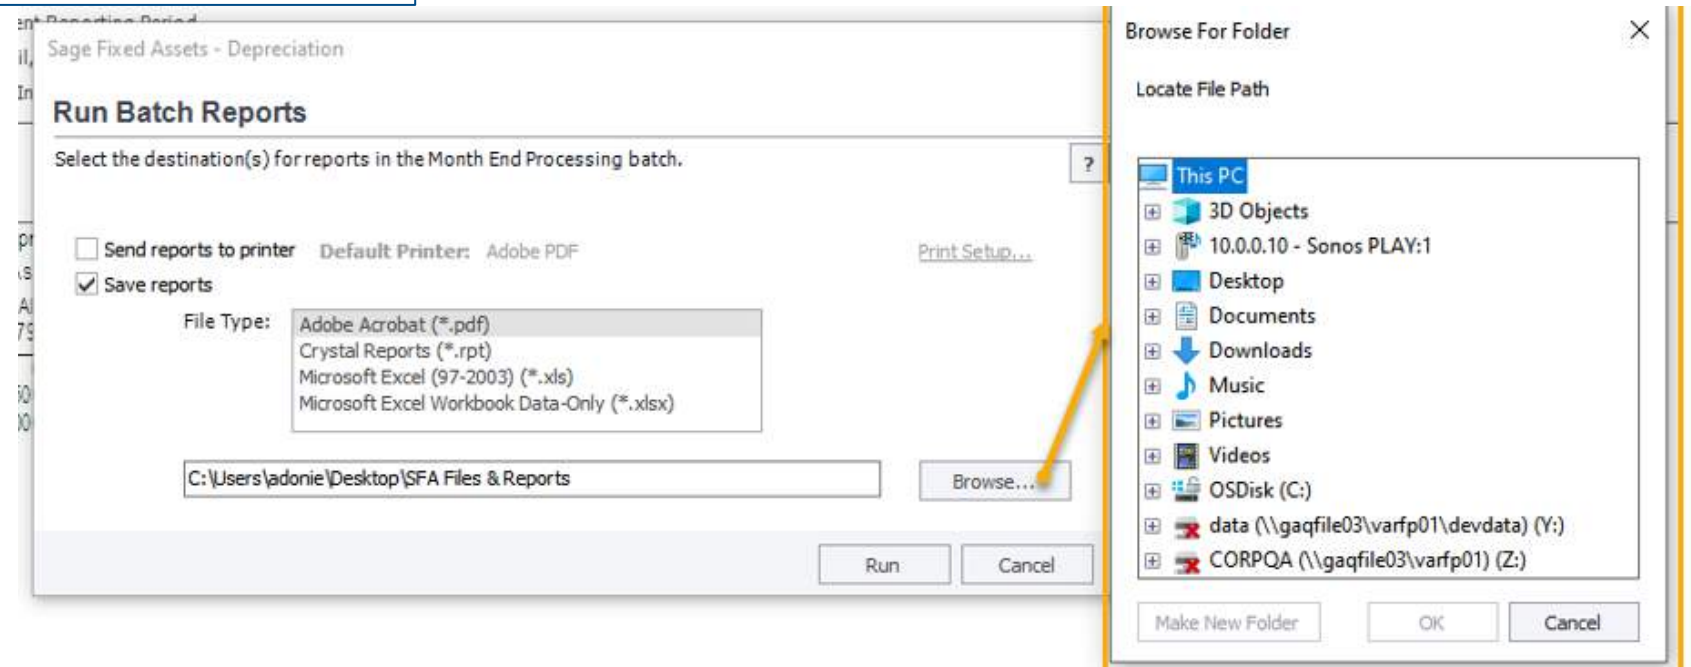 Sage Fixed Assets - Depreciation
Run Batch Reports
Select the destination(s) for reports in the Month End Processing batch.
?
Send reports to printer Default Printer: Adobe PDF Print Setup...
Save reports
File Type: Adobe Acrobat (*.pdf)
Crystal Reports (*.rpt)
Microsoft Excel (97-2003) (*.xls)
Microsoft Excel Workbook Data-Only (*.xlsx)
C:\Users\adonie\Desktop\SFA Files & Reports Browse...
Run Cancel
Browse For Folder
Locate File Path
This PC
3D Objects
10.0.0.10 - Sonos PLAY:1
Desktop
Documents
Downloads
Music
Pictures
Videos
OSDisk (C:)
data (\\gaqfile03\varfp01\devdata) (Y:)
CORPQA (\\gaqfile03\varfp01) (Z:)
Make New Folder OK Cancel